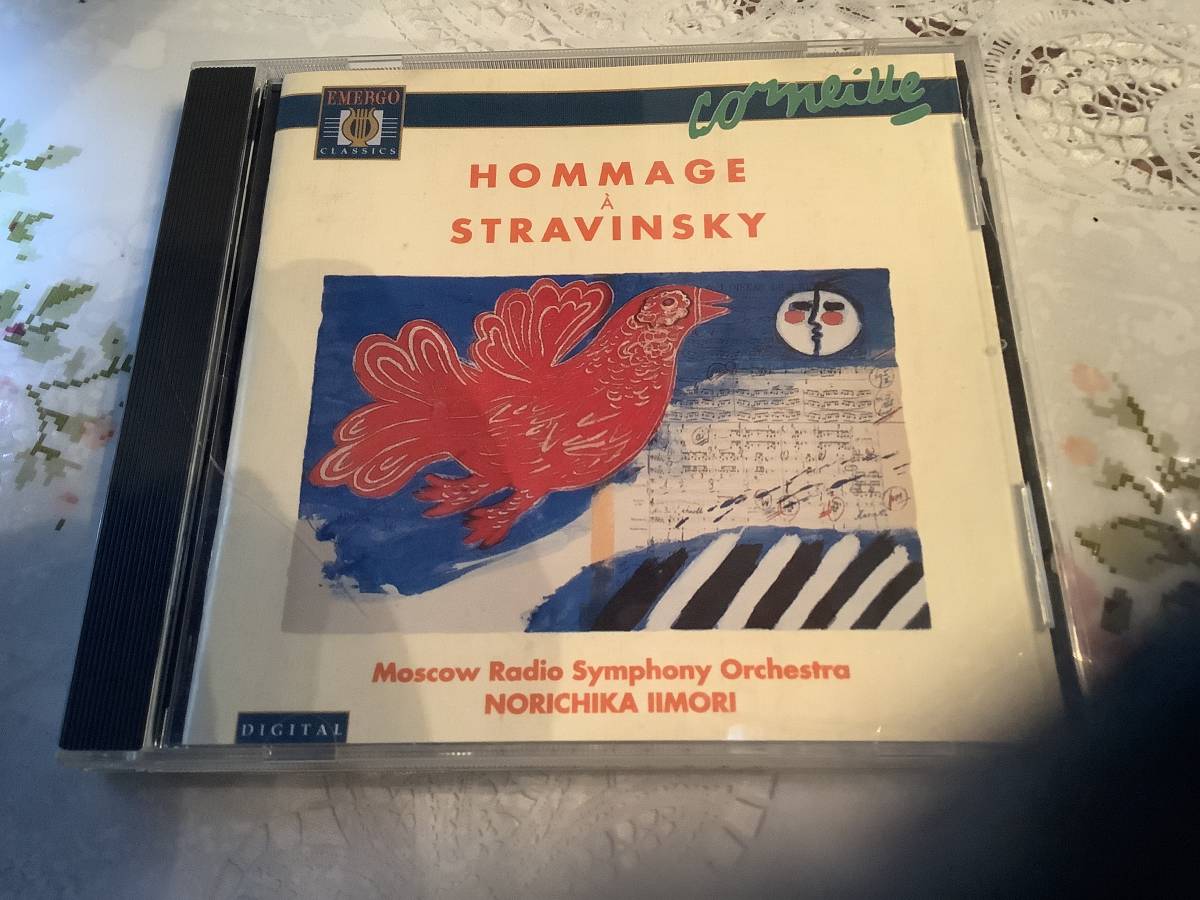 EMERGO
CLASSICS
corneille
HOMMAGE
À
STRAVINSKY
Moscow Radio Symphony Orchestra
NORICHIKA IIMORI
DIGITAL